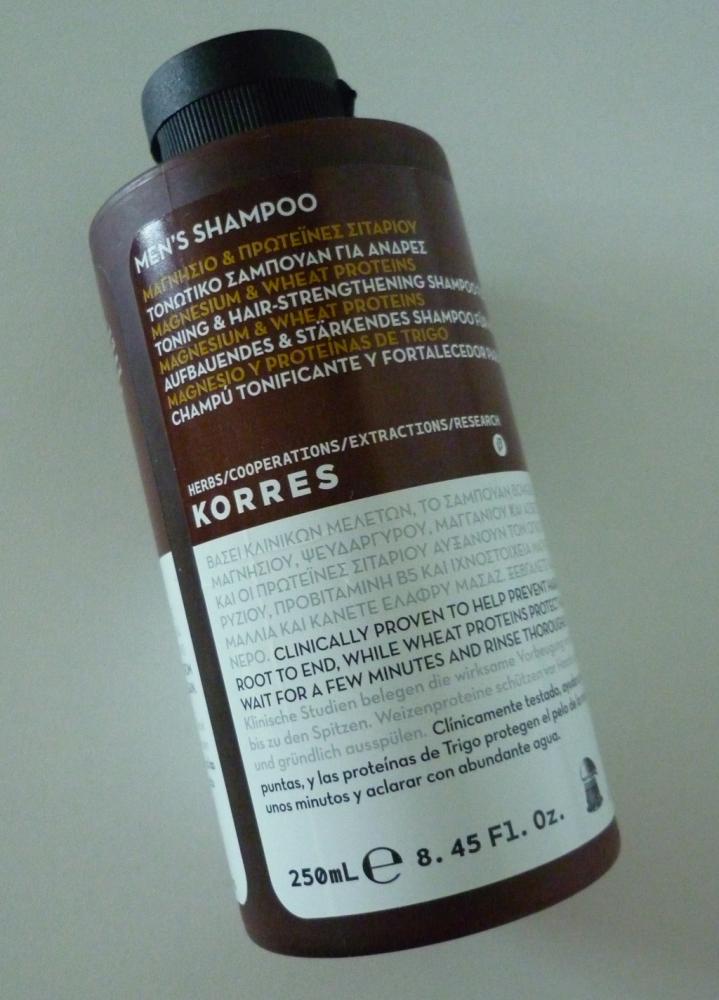 MEN'S SHAMPOO
ΜΑΓΝΗΣΙΟ & ΠΡΩΤΕΪΝΕΣ ΣΙΤΑΡΙΟΥ
ΤΟΝΩΤΙΚΟ ΣΑΜΠΟΥΑΝ ΓΙΑ ΑΝΔΡΕΣ
MAGNESIUM & WHEAT PROTEINS
TONING & HAIR-STRENGTHENING SHAMPOO
MAGNESIUM & WHEAT PROTEINS
AUFBAUENDES & STÄRKENDES SHAMPOO FÜR
MAGNESIO Y PROTEÍNAS DE TRIGO
CHAMPÚ TONIFICANTE Y FORTALECEDOR
HERBS/COOPERATIONS/EXTRACTIONS/RESEARCH
KORRES
ΒΑΣΕΙ ΚΛΙΝΙΚΩΝ ΜΕΛΕΤΩΝ, ΤΟ ΣΑΜΠΟΥΑΝ
ΜΑΓΝΗΣΙΟΥ, ΨΕΥΔΑΡΓΥΡΟΥ, ΜΑΓΓΑΝΙΟΥ ΚΑΙ
ΚΑΙ ΟΙ ΠΡΩΤΕΪΝΕΣ ΣΙΤΑΡΙΟΥ ΑΥΞΑΝΟΥΝ ΤΟΝ
ΡΥΖΙΟΥ, ΠΡΟΒΙΤΑΜΙΝΗ Β5 ΚΑΙ ΙΧΝΟΣΤΟΙΧΕΙΑ
ΜΑΛΛΙΑ ΚΑΙ ΚΑΝΕΤΕ ΕΛΑΦΡΥ ΜΑΣΑΖ.
ΝΕΡΟ. CLINICALLY PROVEN TO HELP PREVENT
ROOT TO END, WHILE WHEAT PROTEINS PROTECT
WAIT FOR A FEW MINUTES AND RINSE
Klinische Studien belegen die wirksame Vorbeugung
bis zu den Spitzen. Weizenproteine schützen vor
und gründlich ausspülen. Clínicamente testado,
puntas, y las proteínas de Trigo protegen el pelo de
unos minutos y aclarar con abundante agua.
250mL e 8.45 Fl. Oz.